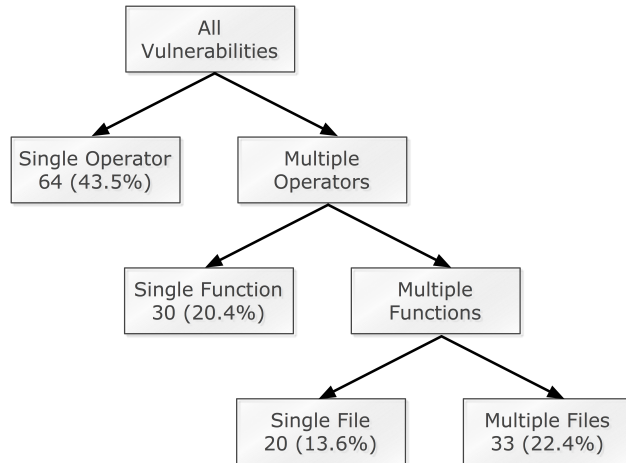 All
Vulnerabilities
Single Operator
64 (43.5%)
Multiple
Operators
Single Function
30 (20.4%)
Multiple
Functions
Single File
20 (13.6%)
Multiple Files
33 (22.4%)